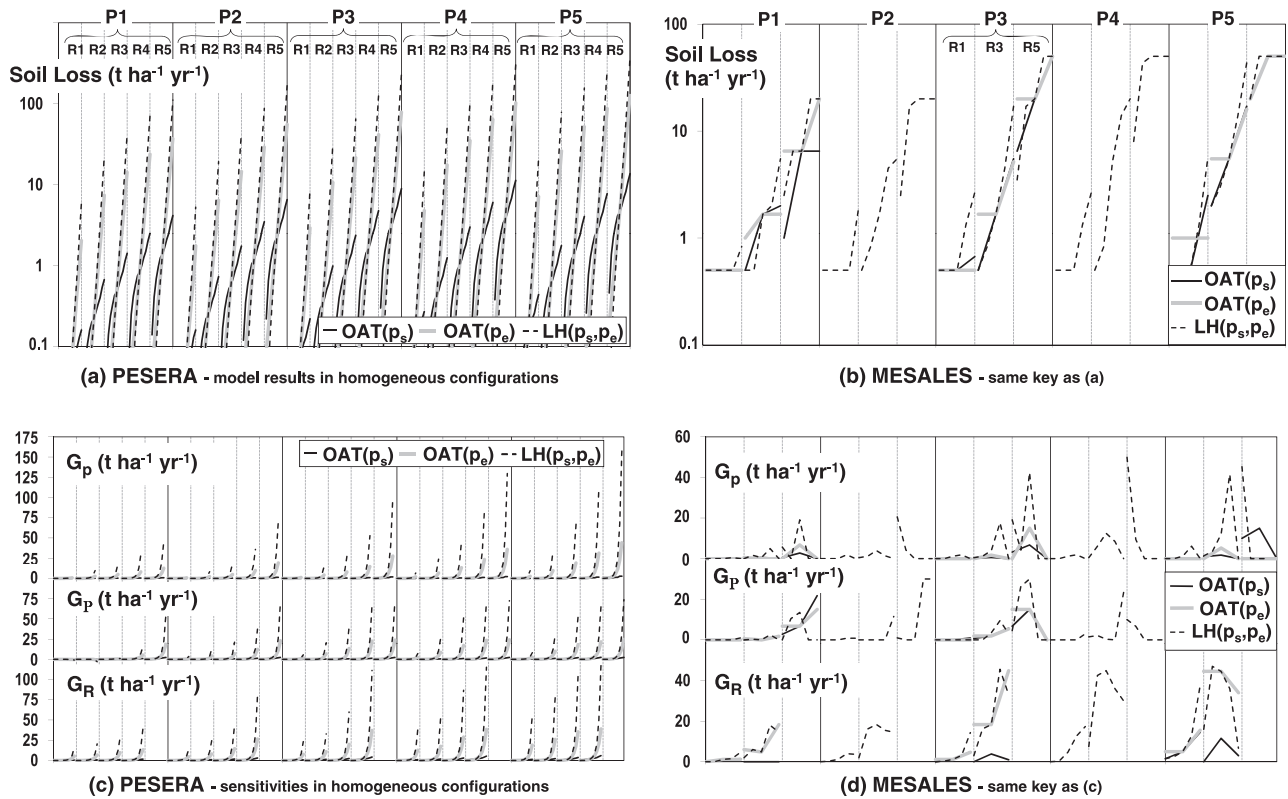 P1 P2 P3 P4 P5
R1 R2 R3 R4 R5 R1 R2 R3 R4 R5 R1 R2 R3 R4 R5 R1 R2 R3 R4 R5 R1 R2 R3 R4 R5
Soil Loss (t ha⁻¹ yr⁻¹)
100
10
1
0.1
OAT(pₛ) OAT(pₑ) LH(pₛ,pₑ)
(a) PESERA - model results in homogeneous configurations
P1 P2 P3 P4 P5
R1 R3 R5
Soil Loss
(t ha⁻¹ yr⁻¹)
100
10
1
0.1
OAT(pₛ)
OAT(pₑ)
LH(pₛ,pₑ)
(b) MESALES - same key as (a)
OAT(pₛ) OAT(pₑ) LH(pₛ,pₑ)
Gₚ (t ha⁻¹ yr⁻¹)
175
150
125
100
75
50
25
0
G_P (t ha⁻¹ yr⁻¹)
75
50
25
0
G_R (t ha⁻¹ yr⁻¹)
100
75
50
25
0
(c) PESERA - sensitivities in homogeneous configurations
60
Gₚ (t ha⁻¹ yr⁻¹)
40
20
0
G_P (t ha⁻¹ yr⁻¹)
20
0
OAT(pₛ)
OAT(pₑ)
LH(pₛ,pₑ)
G_R (t ha⁻¹ yr⁻¹)
40
20
0
(d) MESALES - same key as (c)